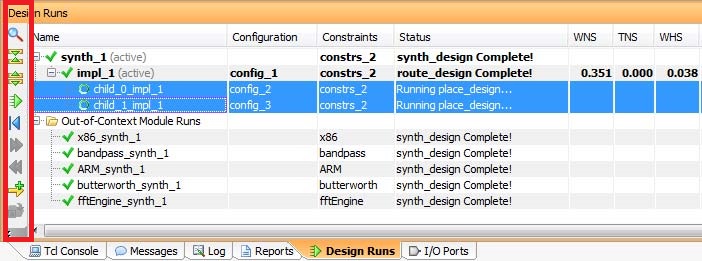 Design Runs
Name Configuration Constraints Status WNS TNS WHS
synth_1 (active) constrs_2 synth_design Complete!
impl_1 (active) config_1 constrs_2 route_design Complete! 0.351 0.000 0.038
child_0_impl_1 config_2 constrs_2 Running place_design...
child_1_impl_1 config_3 constrs_2 Running place_design...
Out-of-Context Module Runs
x86_synth_1 x86 synth_design Complete!
bandpass_synth_1 bandpass synth_design Complete!
ARM_synth_1 ARM synth_design Complete!
butterworth_synth_1 butterworth synth_design Complete!
fftEngine_synth_1 fftEngine synth_design Complete!
Tcl Console Messages Log Reports Design Runs I/O Ports